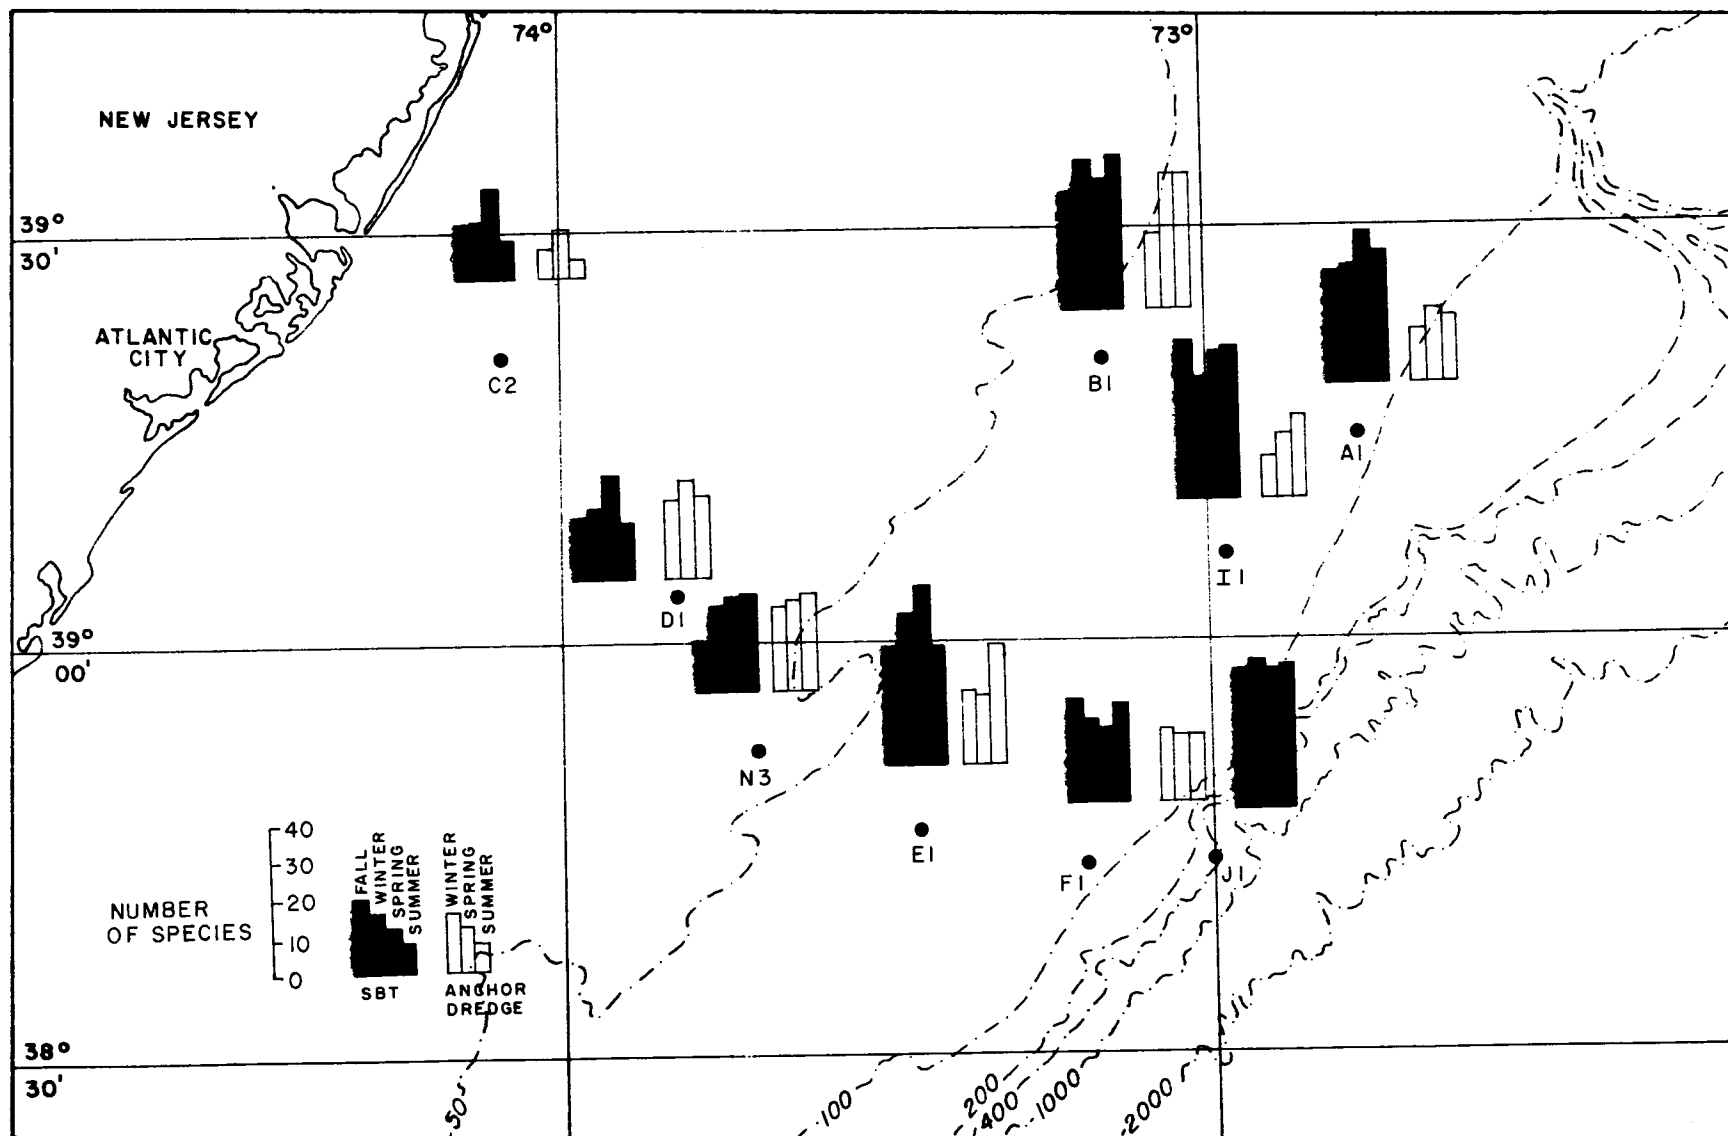 74°
73°
NEW JERSEY
39°
30'
ATLANTIC
CITY
C2
B1
A1
I1
D1
39°
00'
N3
E1
F1
J1
NUMBER
OF SPECIES
40
30
20
10
0
FALL
WINTER
SPRING
SUMMER
SBT
WINTER
SPRING
SUMMER
ANCHOR
DREDGE
38°
30'
50
100
200
400
1000
2000